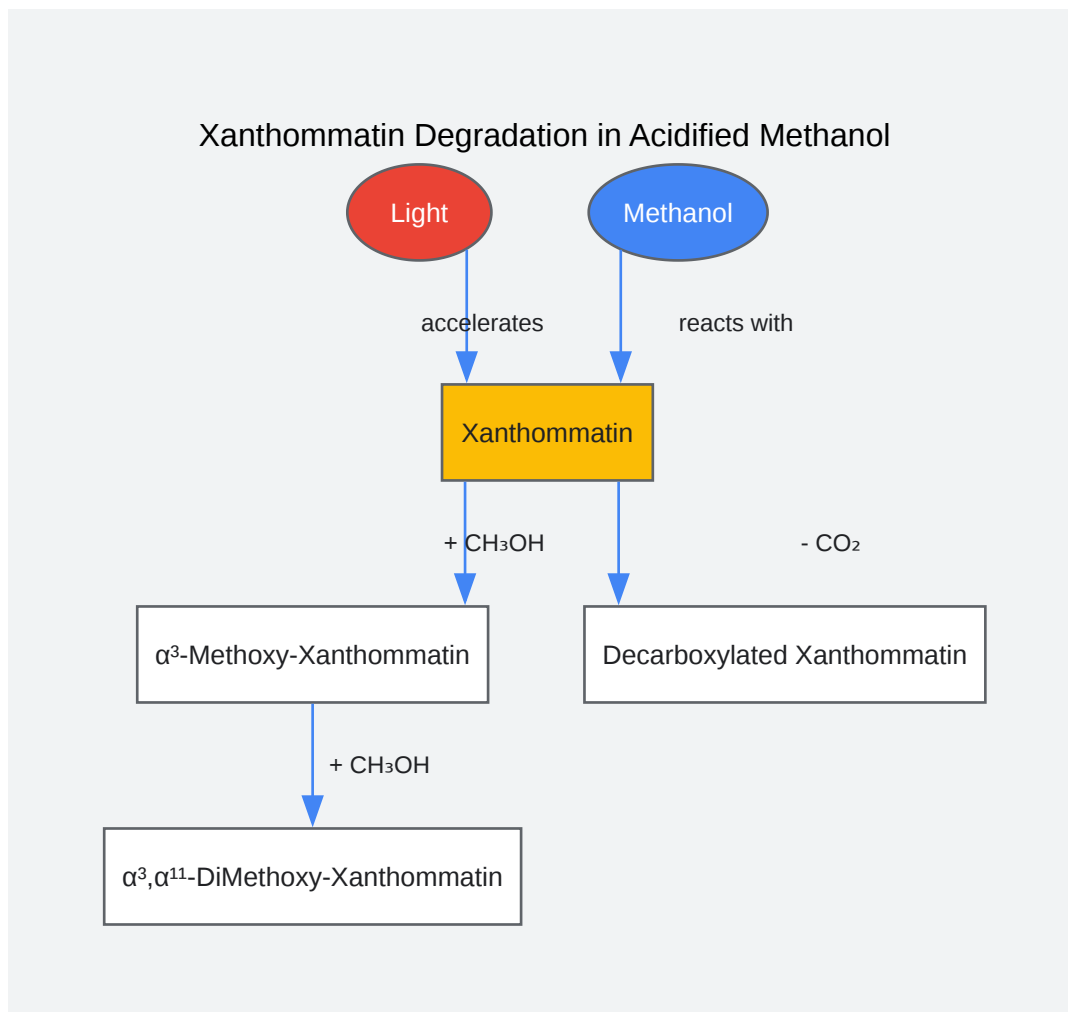 Xanthommatin Degradation in Acidified Methanol
Light
Methanol
accelerates
reacts with
Xanthommatin
+ CH₃OH
- CO₂
α³-Methoxy-Xanthommatin
Decarboxylated Xanthommatin
+ CH₃OH
α³,α¹¹-DiMethoxy-Xanthommatin